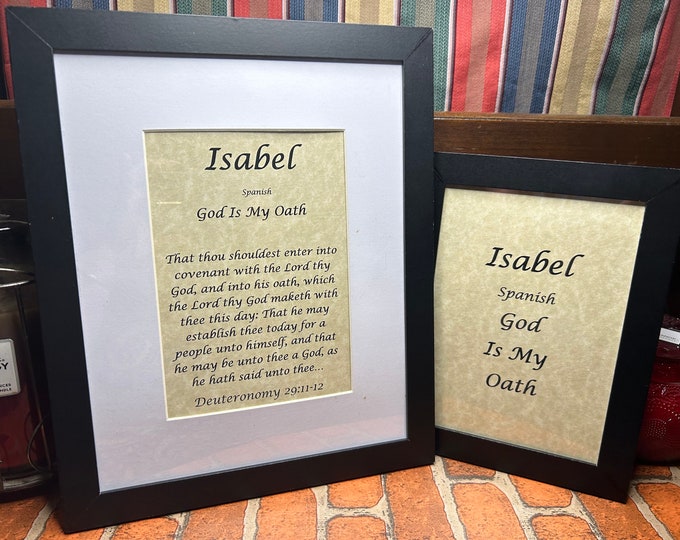 Isabel
Spanish
God Is My Oath
That thou shouldest enter into
covenant with the Lord thy
God, and into his oath, which
the Lord thy God maketh with
thee this day: That he may
establish thee today for a
people unto himself, and that
he may be unto thee a God, as
he hath said unto thee...
Deuteronomy 29:11-12
Isabel
Spanish
God
Is My
Oath